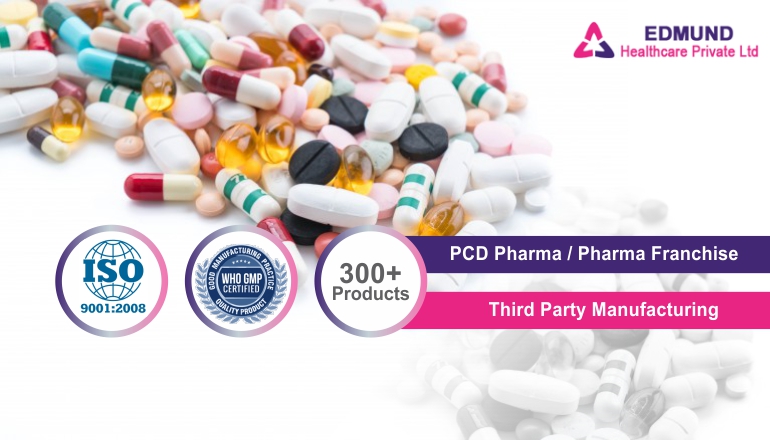 EDMUND
Healthcare Private Ltd
ISO
9001:2008
GOOD MANUFACTURING PRACTICE
WHO GMP
CERTIFIED
QUALITY PRODUCT
300+
Products
PCD Pharma / Pharma Franchise
Third Party Manufacturing